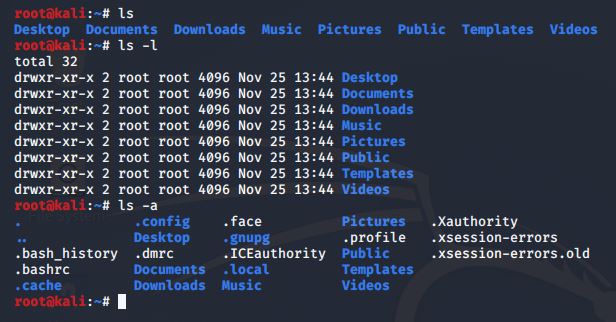 root@kali:~# ls
Desktop  Documents  Downloads  Music  Pictures  Public  Templates  Videos
root@kali:~# ls -l
total 32
drwxr-xr-x 2 root root 4096 Nov 25 13:44 Desktop
drwxr-xr-x 2 root root 4096 Nov 25 13:44 Documents
drwxr-xr-x 2 root root 4096 Nov 25 13:44 Downloads
drwxr-xr-x 2 root root 4096 Nov 25 13:44 Music
drwxr-xr-x 2 root root 4096 Nov 25 13:44 Pictures
drwxr-xr-x 2 root root 4096 Nov 25 13:44 Public
drwxr-xr-x 2 root root 4096 Nov 25 13:44 Templates
drwxr-xr-x 2 root root 4096 Nov 25 13:44 Videos
root@kali:~# ls -a
File System
.  .config  .face  Pictures  .Xauthority
..  Desktop  .gnupg  .profile  .xsession-errors
.bash_history  .dmrc  .ICEauthority  Public  .xsession-errors.old
.bashrc  Documents  .local  Templates
.cache  Downloads  Music  Videos
root@kali:~#